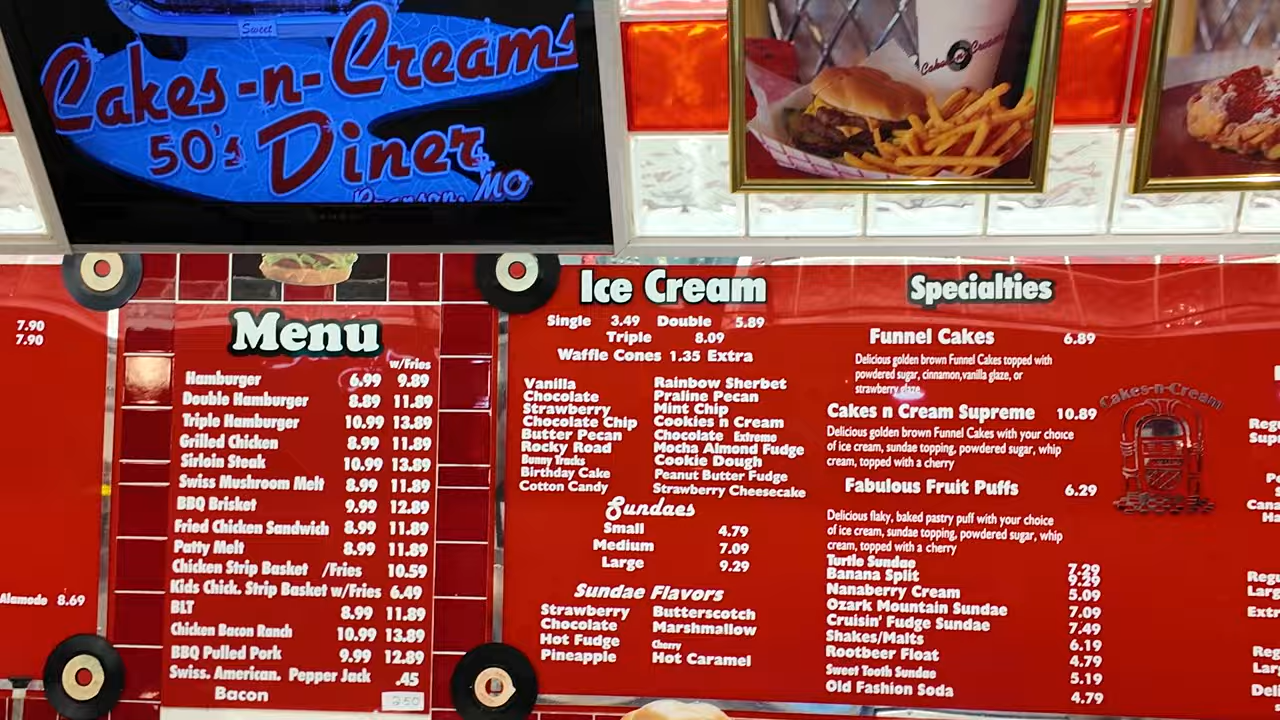 Sweet
Cakes-n-Creams
50's Diner
Branson, MO
Cakes-n-Creams
7.90
7.90
Alamode 8.69
Menu
w/Fries
Hamburger 6.99 9.89
Double Hamburger 8.89 11.89
Triple Hamburger 10.99 13.89
Grilled Chicken 8.99 11.89
Sirloin Steak 10.99 13.89
Swiss Mushroom Melt 8.99 11.89
BBQ Brisket 9.99 12.89
Fried Chicken Sandwich 8.99 11.89
Patty Melt 8.99 11.89
Chicken Strip Basket /Fries 10.59
Kids Chick. Strip Basket w/Fries 6.49
BLT 8.99 11.89
Chicken Bacon Ranch 10.99 13.89
BBQ Pulled Pork 9.99 12.89
Swiss. American. Pepper Jack .45
Bacon 2.50
Ice Cream
Single 3.49 Double 5.89
Triple 8.09
Waffle Cones 1.35 Extra
Vanilla
Chocolate
Strawberry
Chocolate Chip
Butter Pecan
Rocky Road
Bunny Tracks
Birthday Cake
Cotton Candy
Rainbow Sherbet
Praline Pecan
Mint Chip
Cookies n Cream
Chocolate Extreme
Mocha Almond Fudge
Cookie Dough
Peanut Butter Fudge
Strawberry Cheesecake
Sundaes
Small 4.79
Medium 7.09
Large 9.29
Sundae Flavors
Strawberry
Chocolate
Hot Fudge
Pineapple
Butterscotch
Marshmallow
Cherry
Hot Caramel
Specialties
Funnel Cakes 6.89
Delicious golden brown Funnel Cakes topped with
powdered sugar, cinnamon,vanilla glaze, or
strawberry glaze
Cakes n Cream Supreme 10.89
Delicious golden brown Funnel Cakes with your choice
of ice cream, sundae topping, powdered sugar, whip
cream, topped with a cherry
Fabulous Fruit Puffs 6.29
Delicious flaky, baked pastry puff with your choice
of ice cream, sundae topping, powdered sugar, whip
cream, topped with a cherry
Turtle Sundae 7.29
Banana Split 9.29
Nanaberry Cream 5.09
Ozark Mountain Sundae 7.09
Cruisin' Fudge Sundae 7.49
Shakes/Malts 6.19
Rootbeer Float 4.79
Sweet Tooth Sundae 5.19
Old Fashion Soda 4.79
Cakes-n-Cream